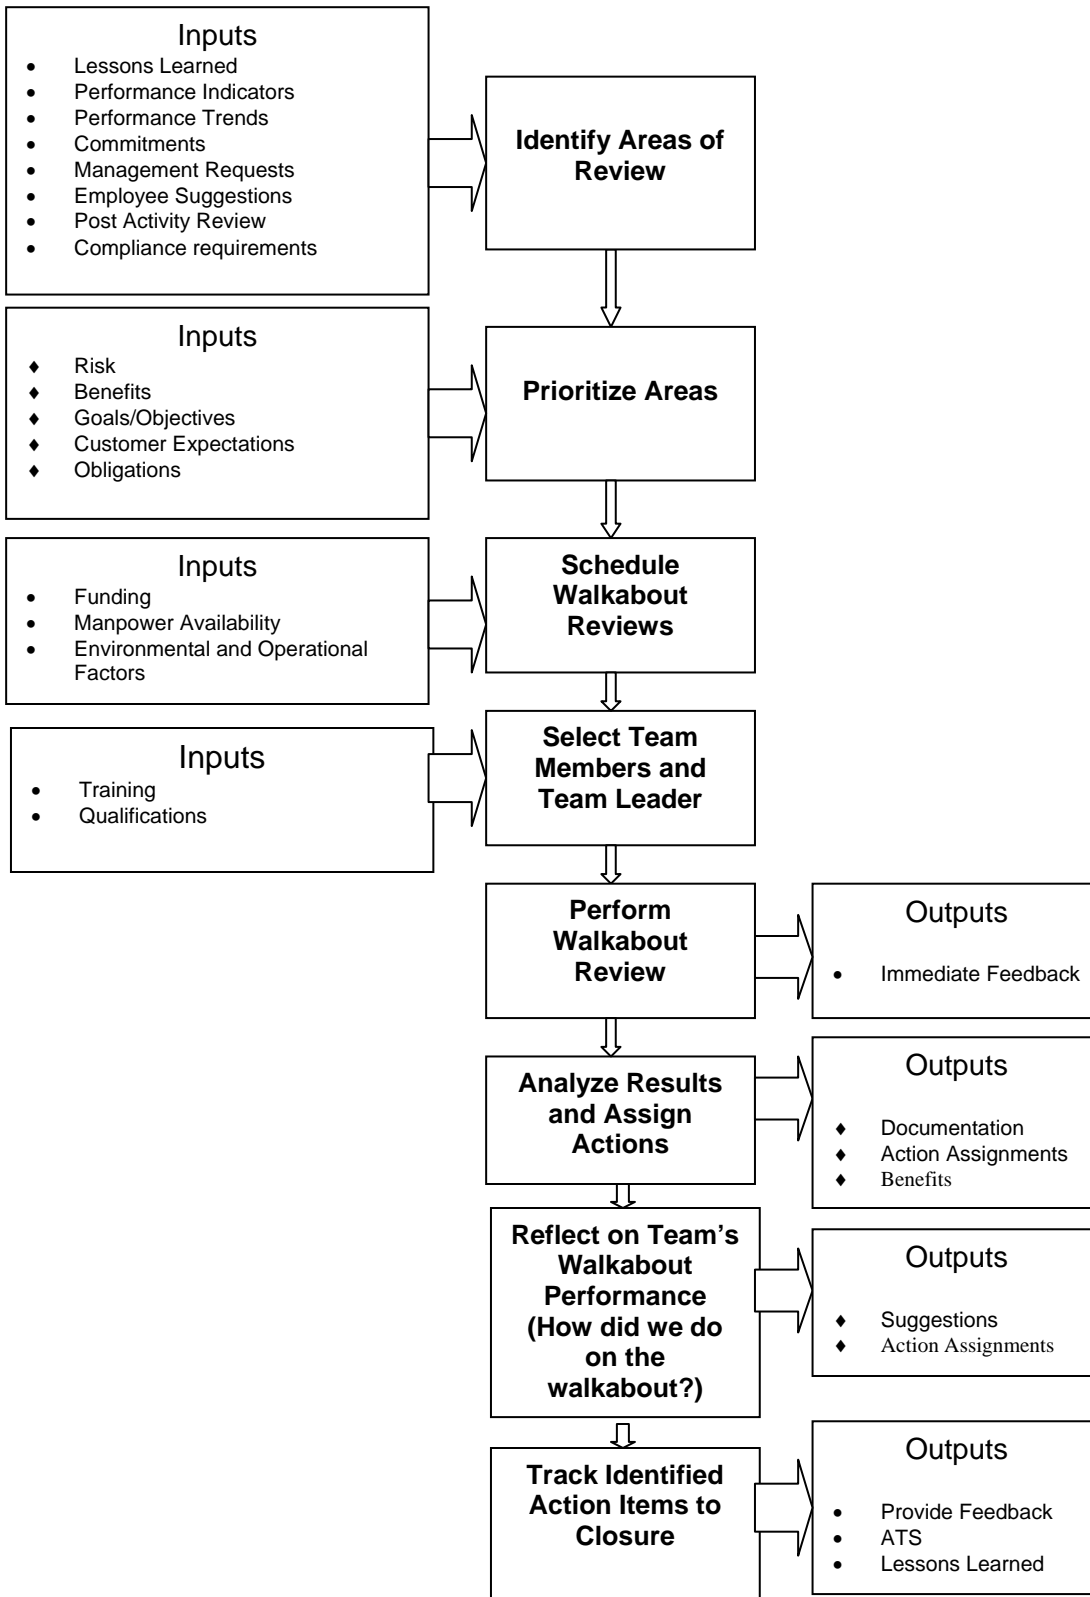 Inputs
• Lessons Learned
• Performance Indicators
• Performance Trends
• Commitments
• Management Requests
• Employee Suggestions
• Post Activity Review
• Compliance requirements
Identify Areas of
Review
Inputs
♦ Risk
♦ Benefits
♦ Goals/Objectives
♦ Customer Expectations
♦ Obligations
Prioritize Areas
Inputs
• Funding
• Manpower Availability
• Environmental and Operational
Factors
Schedule
Walkabout
Reviews
Inputs
• Training
• Qualifications
Select Team
Members and
Team Leader
Perform
Walkabout
Review
Outputs
• Immediate Feedback
Analyze Results
and Assign
Actions
Outputs
♦ Documentation
♦ Action Assignments
♦ Benefits
Reflect on Team’s
Walkabout
Performance
(How did we do
on the
walkabout?)
Outputs
♦ Suggestions
♦ Action Assignments
Track Identified
Action Items to
Closure
Outputs
• Provide Feedback
• ATS
• Lessons Learned